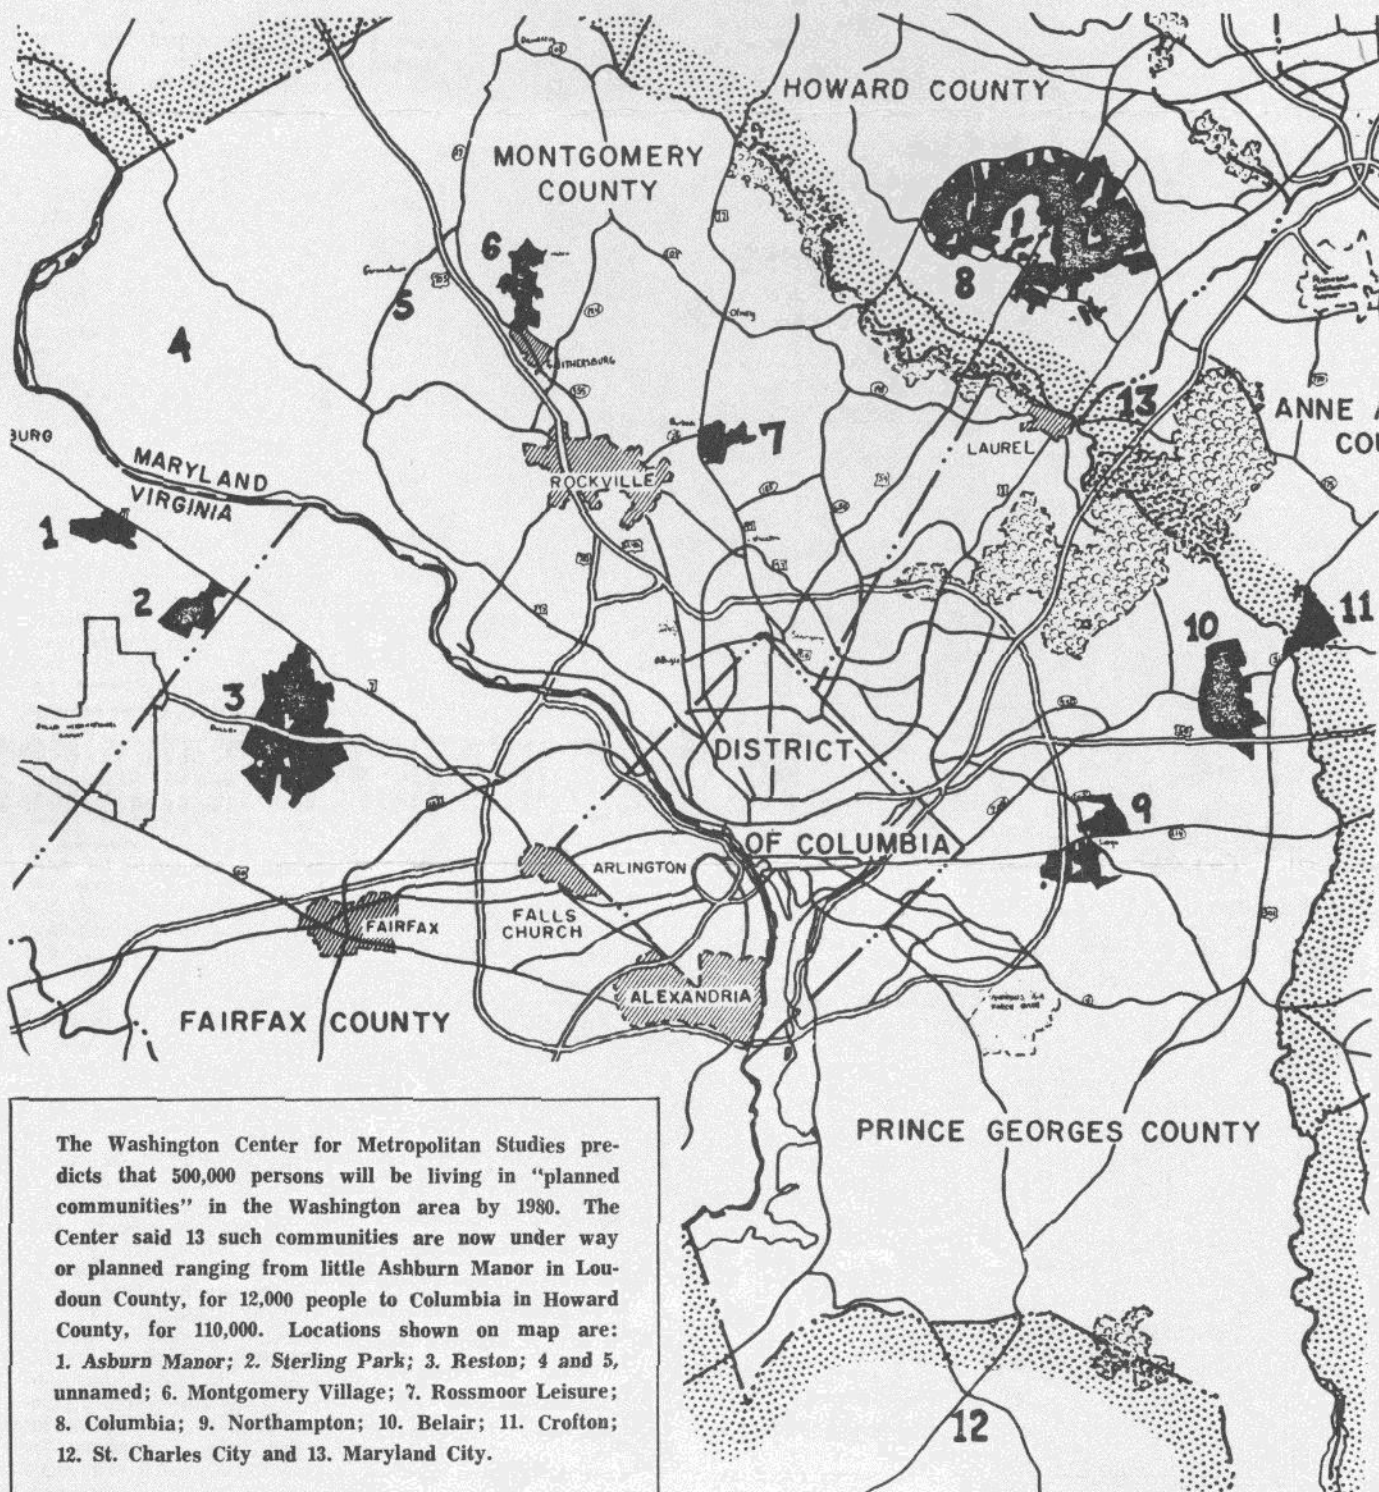 HOWARD COUNTY
MONTGOMERY
COUNTY
6
5
8
4
GAITHERSBURG
Olney
13
ANNE A
COU
7
LAUREL
BURG
MARYLAND
VIRGINIA
ROCKVILLE
1
2
11
10
3
DISTRICT
OF COLUMBIA
9
ARLINGTON
FALLS
CHURCH
FAIRFAX
ALEXANDRIA
FAIRFAX COUNTY
PRINCE GEORGES COUNTY
12
The Washington Center for Metropolitan Studies pre-
dicts that 500,000 persons will be living in “planned
communities” in the Washington area by 1980. The
Center said 13 such communities are now under way
or planned ranging from little Ashburn Manor in Lou-
doun County, for 12,000 people to Columbia in Howard
County, for 110,000. Locations shown on map are:
1. Asburn Manor; 2. Sterling Park; 3. Reston; 4 and 5,
unnamed; 6. Montgomery Village; 7. Rossmoor Leisure;
8. Columbia; 9. Northampton; 10. Belair; 11. Crofton;
12. St. Charles City and 13. Maryland City.